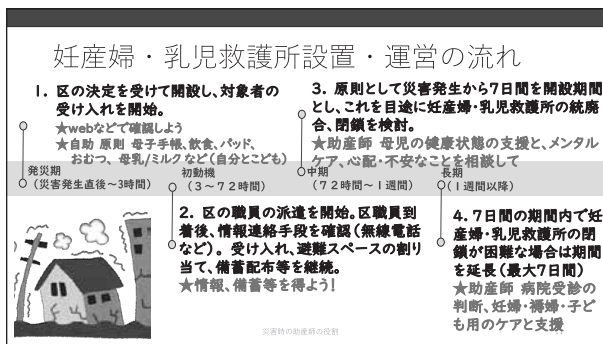 妊産婦・乳児救護所設置・運営の流れ
1. 区の決定を受けて開設し、対象者の
受け入れを開始。
★webなどで確認しよう
★自助 原則 母子手帳、飲食、パッド、
おむつ、母乳/ミルクなど(自分とこども)
3. 原則として災害発生から7日間を開設期間
とし、これを目途に妊産婦・乳児救護所の統廃
合、閉鎖を検討。
★助産師 母児の健康状態の支援と、メンタル
ケア、心配・不安なことを相談して
発災期
(災害発生直後~3時間)
初動機
(3~72時間)
中期
(72時間~1週間)
長期
(1週間以降)
2. 区の職員の派遣を開始。区職員到
着後、情報連絡手段を確認(無線電話
など)。受け入れ、避難スペースの割り
当て、備蓄配布等を継続。
★情報、備蓄等を得よう!
4. 7日間の期間内で妊
産婦・乳児救護所の閉
鎖が困難な場合は期間
を延長(最大7日間)
★助産師 病院受診の
判断、妊婦・褥婦・子ど
も用のケアと支援
災害時の助産師の役割